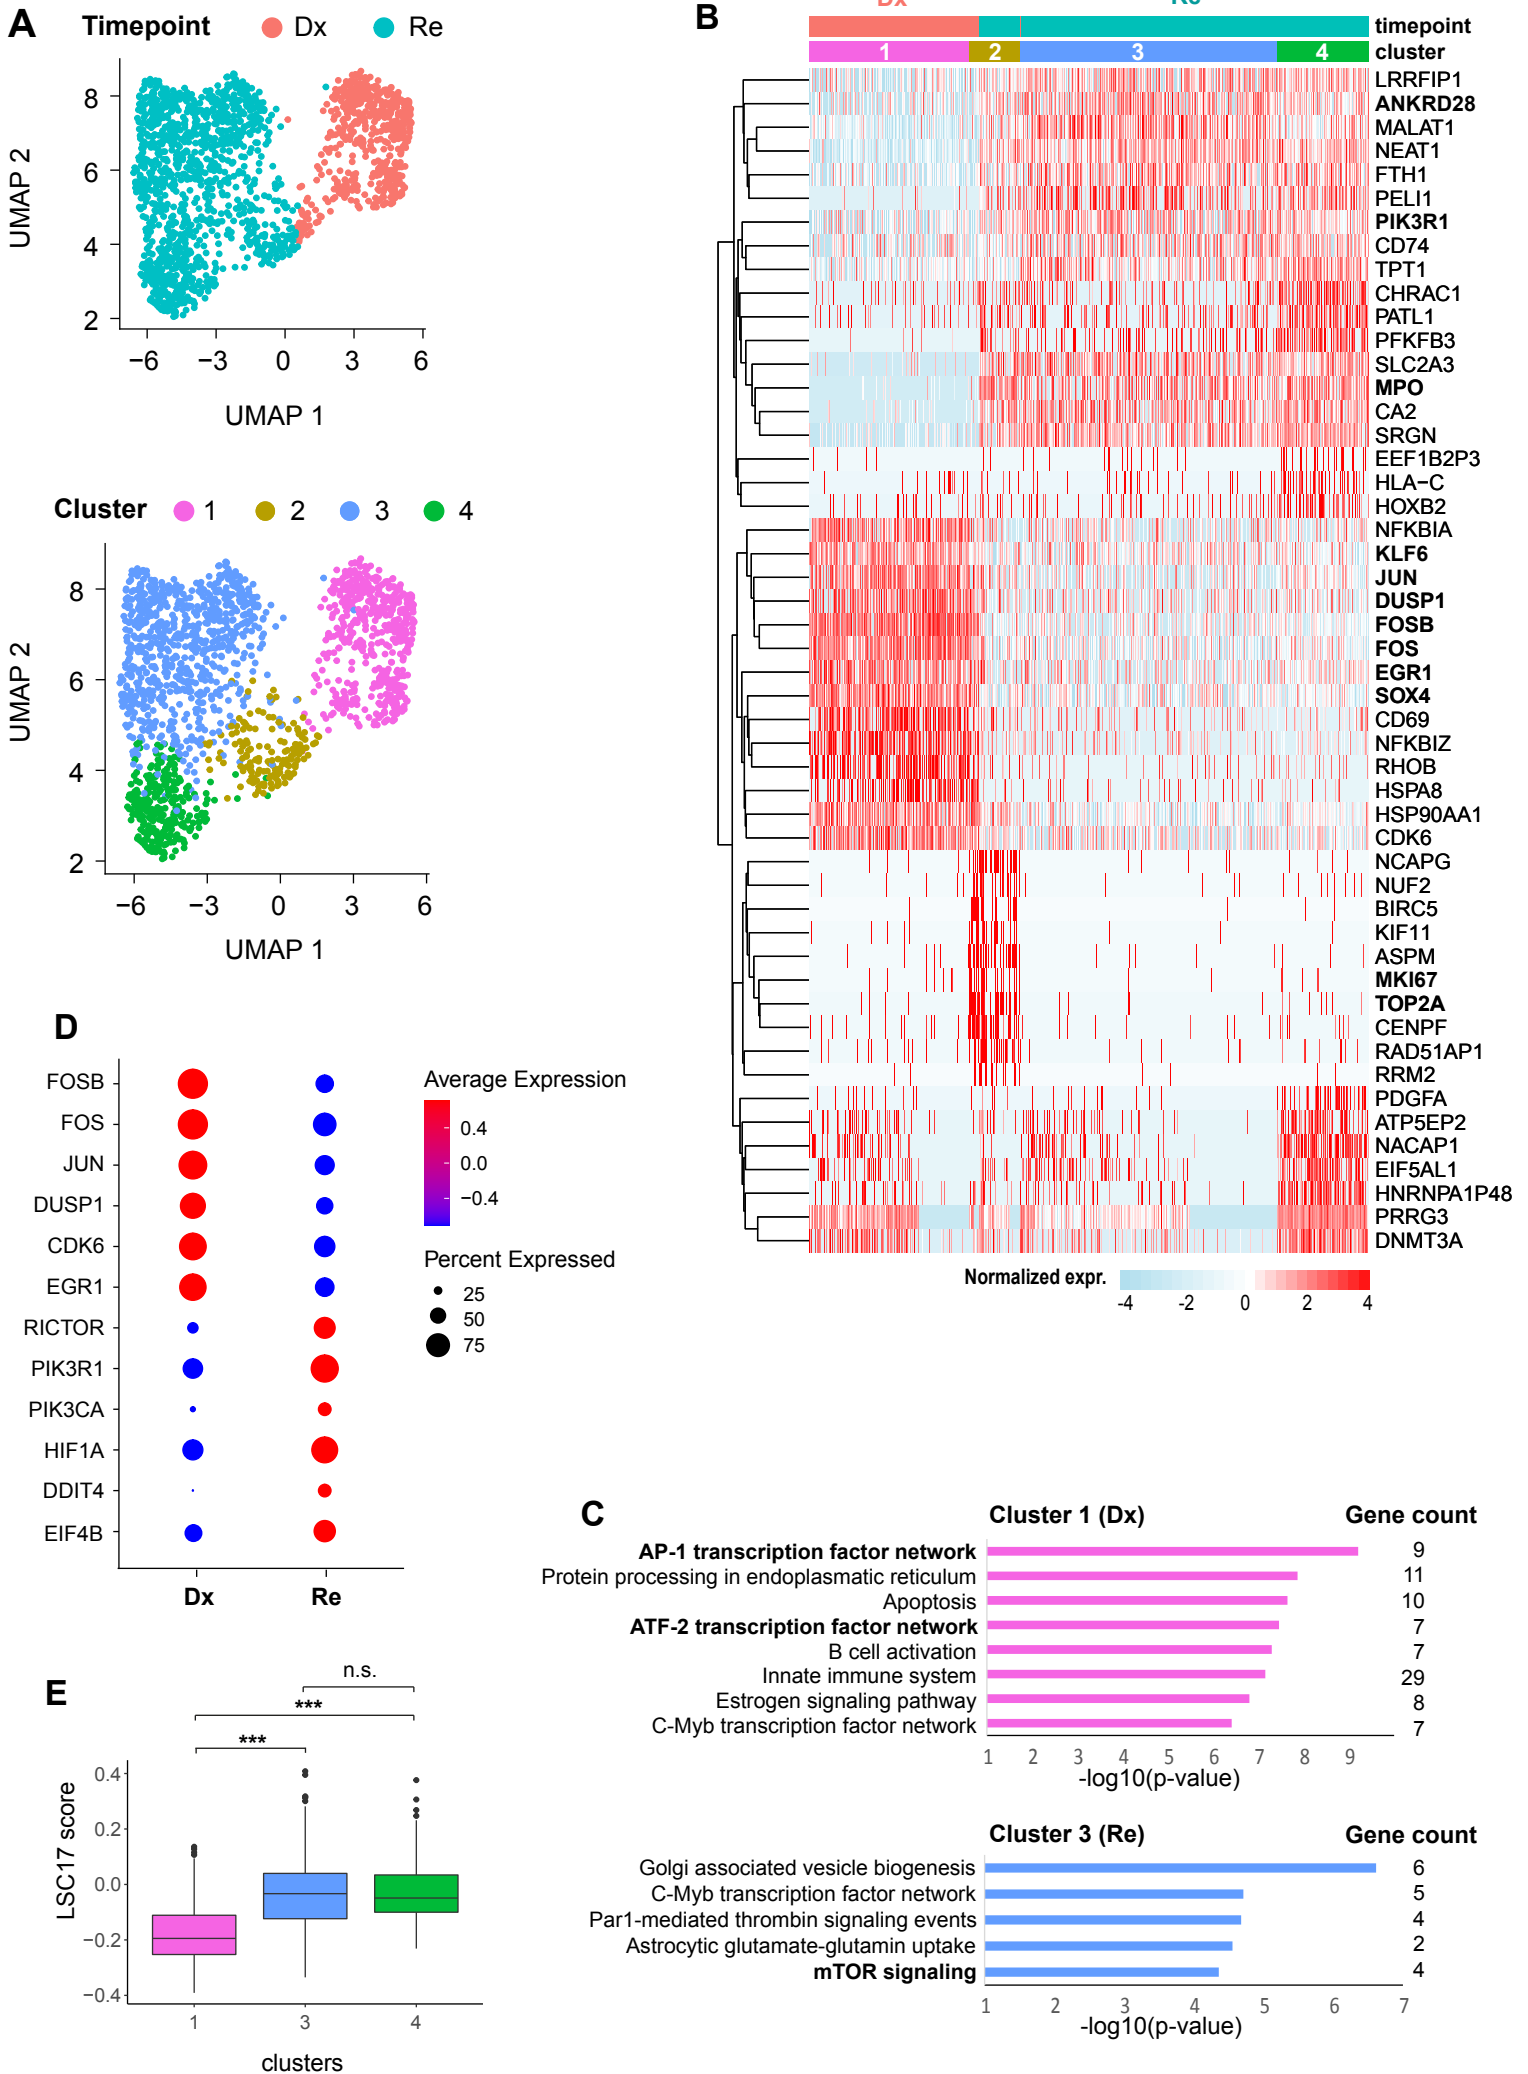 A
Timepoint Dx Re
8
6
4
2
UMAP 2
−6 −3 0 3 6
UMAP 1
Cluster 1 2 3 4
8
6
4
2
UMAP 2
−6 −3 0 3 6
UMAP 1
B
Dx Re
timepoint
1 2 3 4 cluster
LRRFIP1
ANKRD28
MALAT1
NEAT1
FTH1
PELI1
PIK3R1
CD74
TPT1
CHRAC1
PATL1
PFKFB3
SLC2A3
MPO
CA2
SRGN
EEF1B2P3
HLA−C
HOXB2
NFKBIA
KLF6
JUN
DUSP1
FOSB
FOS
EGR1
SOX4
CD69
NFKBIZ
RHOB
HSPA8
HSP90AA1
CDK6
NCAPG
NUF2
BIRC5
KIF11
ASPM
MKI67
TOP2A
CENPF
RAD51AP1
RRM2
PDGFA
ATP5EP2
NACAP1
EIF5AL1
HNRNPA1P48
PRRG3
DNMT3A
Normalized expr.
-4 -2 0 2 4
D
FOSB
FOS
JUN
DUSP1
CDK6
EGR1
RICTOR
PIK3R1
PIK3CA
HIF1A
DDIT4
EIF4B
Dx Re
Average Expression
0.4
0.0
−0.4
Percent Expressed
25
50
75
C
Cluster 1 (Dx) Gene count
AP-1 transcription factor network 9
Protein processing in endoplasmatic reticulum 11
Apoptosis 10
ATF-2 transcription factor network 7
B cell activation 7
Innate immune system 29
Estrogen signaling pathway 8
C-Myb transcription factor network 7
1 2 3 4 5 6 7 8 9
-log10(p-value)
Cluster 3 (Re) Gene count
Golgi associated vesicle biogenesis 6
C-Myb transcription factor network 5
Par1-mediated thrombin signaling events 4
Astrocytic glutamate-glutamin uptake 2
mTOR signaling 4
1 2 3 4 5 6 7
-log10(p-value)
E
n.s.
***
***
0.4
0.2
0.0
−0.2
−0.4
LSC17 score
1 3 4
clusters